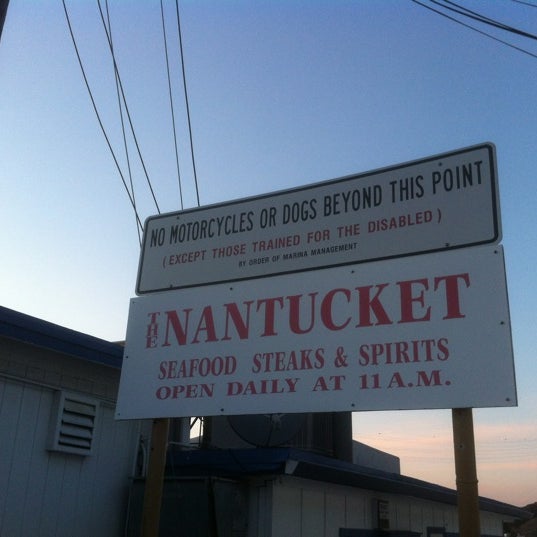 NO MOTORCYCLES OR DOGS BEYOND THIS POINT
(EXCEPT THOSE TRAINED FOR THE DISABLED)
BY ORDER OF MARINA MANAGEMENT
THE NANTUCKET
SEAFOOD STEAKS & SPIRITS
OPEN DAILY AT 11 A.M.